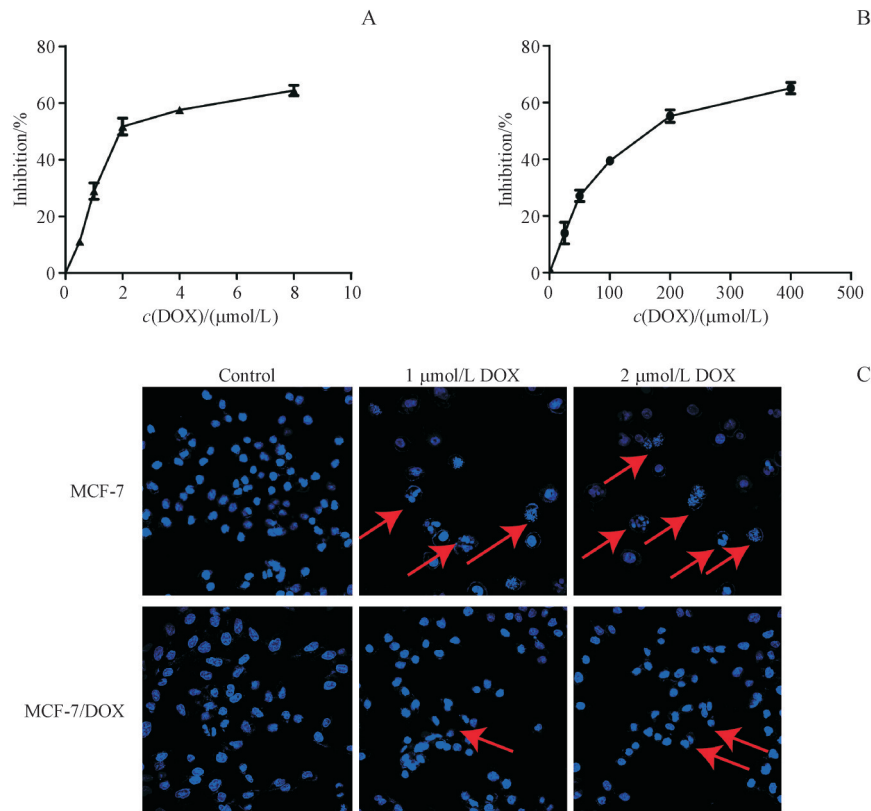 A
80
60
40
20
0
Inhibition/%
0 2 4 6 8 10
c(DOX)/(μmol/L)
B
80
60
40
20
0
Inhibition/%
0 100 200 300 400 500
c(DOX)/(μmol/L)
C
Control 1 μmol/L DOX 2 μmol/L DOX
MCF-7
MCF-7/DOX